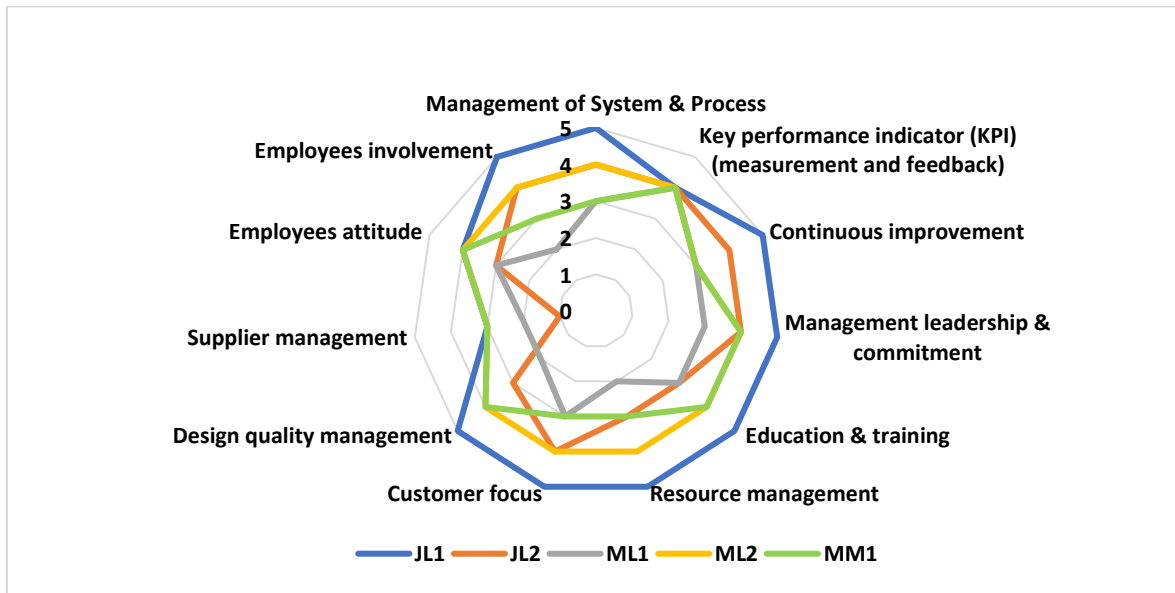 Management of System & Process
Key performance indicator (KPI)
(measurement and feedback)
Continuous improvement
Management leadership &
commitment
Education & training
Resource management
Customer focus
Design quality management
Supplier management
Employees attitude
Employees involvement
5
4
3
2
1
0
JL1
JL2
ML1
ML2
MM1